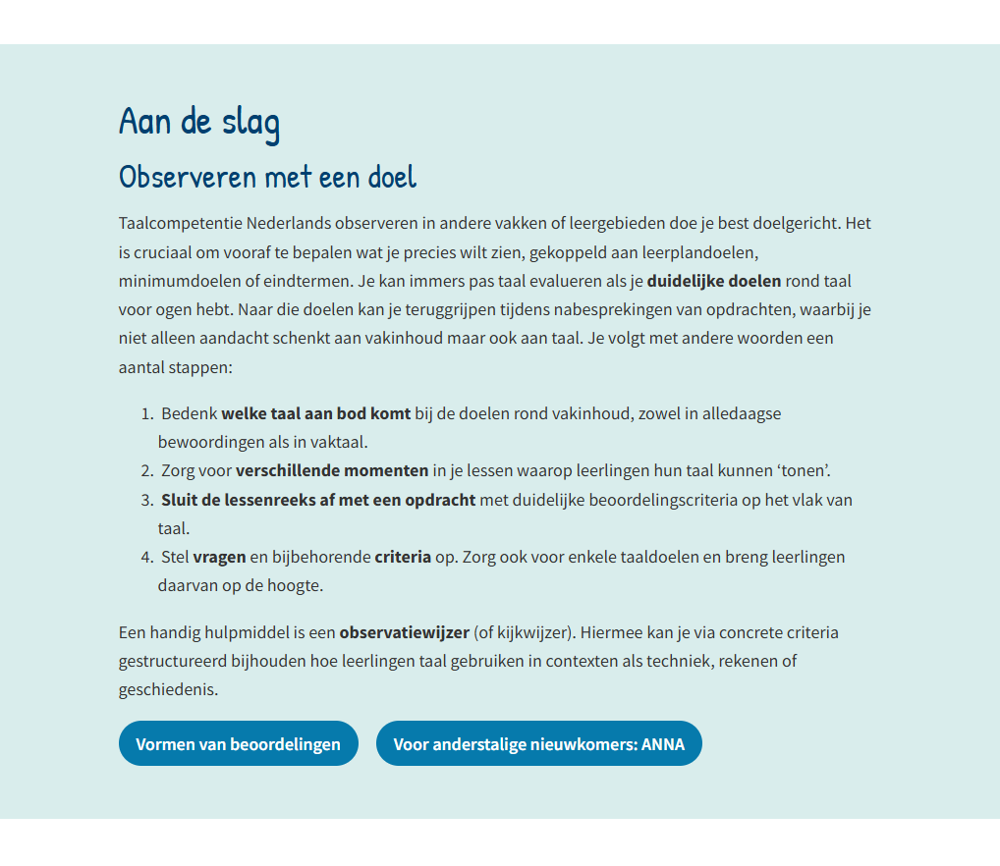 Aan de slag
Observeren met een doel
Taalcompetentie Nederlands observeren in andere vakken of leergebieden doe je best doelgericht. Het
is cruciaal om vooraf te bepalen wat je precies wilt zien, gekoppeld aan leerplandoelen,
minimumdoelen of eindtermen. Je kan immers pas taal evalueren als je duidelijke doelen rond taal
voor ogen hebt. Naar die doelen kan je teruggrijpen tijdens nabesprekingen van opdrachten, waarbij je
niet alleen aandacht schenkt aan vakinhoud maar ook aan taal. Je volgt met andere woorden een
aantal stappen:
1. Bedenk welke taal aan bod komt bij de doelen rond vakinhoud, zowel in alledaagse
bewoordingen als in vaktaal.
2. Zorg voor verschillende momenten in je lessen waarop leerlingen hun taal kunnen ‘tonen’.
3. Sluit de lessenreeks af met een opdracht met duidelijke beoordelingscriteria op het vlak van
taal.
4. Stel vragen en bijbehorende criteria op. Zorg ook voor enkele taaldoelen en breng leerlingen
daarvan op de hoogte.
Een handig hulpmiddel is een observatiewijzer (of kijkwijzer). Hiermee kan je via concrete criteria
gestructureerd bijhouden hoe leerlingen taal gebruiken in contexten als techniek, rekenen of
geschiedenis.
Vormen van beoordelingen
Voor anderstalige nieuwkomers: ANNA